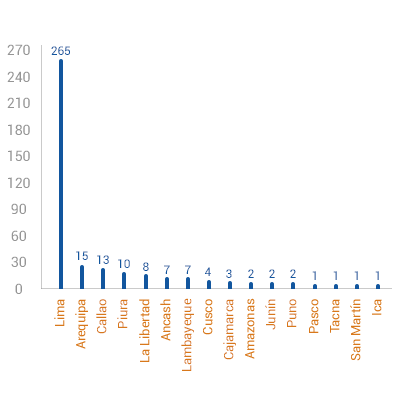 270
240
210
180
150
120
90
60
30
0
265
15
13
10
8
7
7
4
3
2
2
2
1
1
1
1
Lima
Arequipa
Callao
Piura
La Libertad
Ancash
Lambayeque
Cusco
Cajamarca
Amazonas
Junín
Puno
Pasco
Tacna
San Martín
Ica